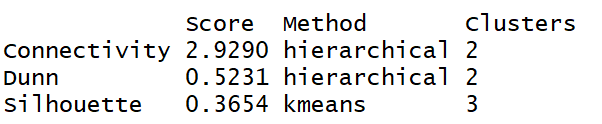 Score Method Clusters
Connectivity 2.9290 hierarchical 2
Dunn 0.5231 hierarchical 2
Silhouette 0.3654 kmeans 3